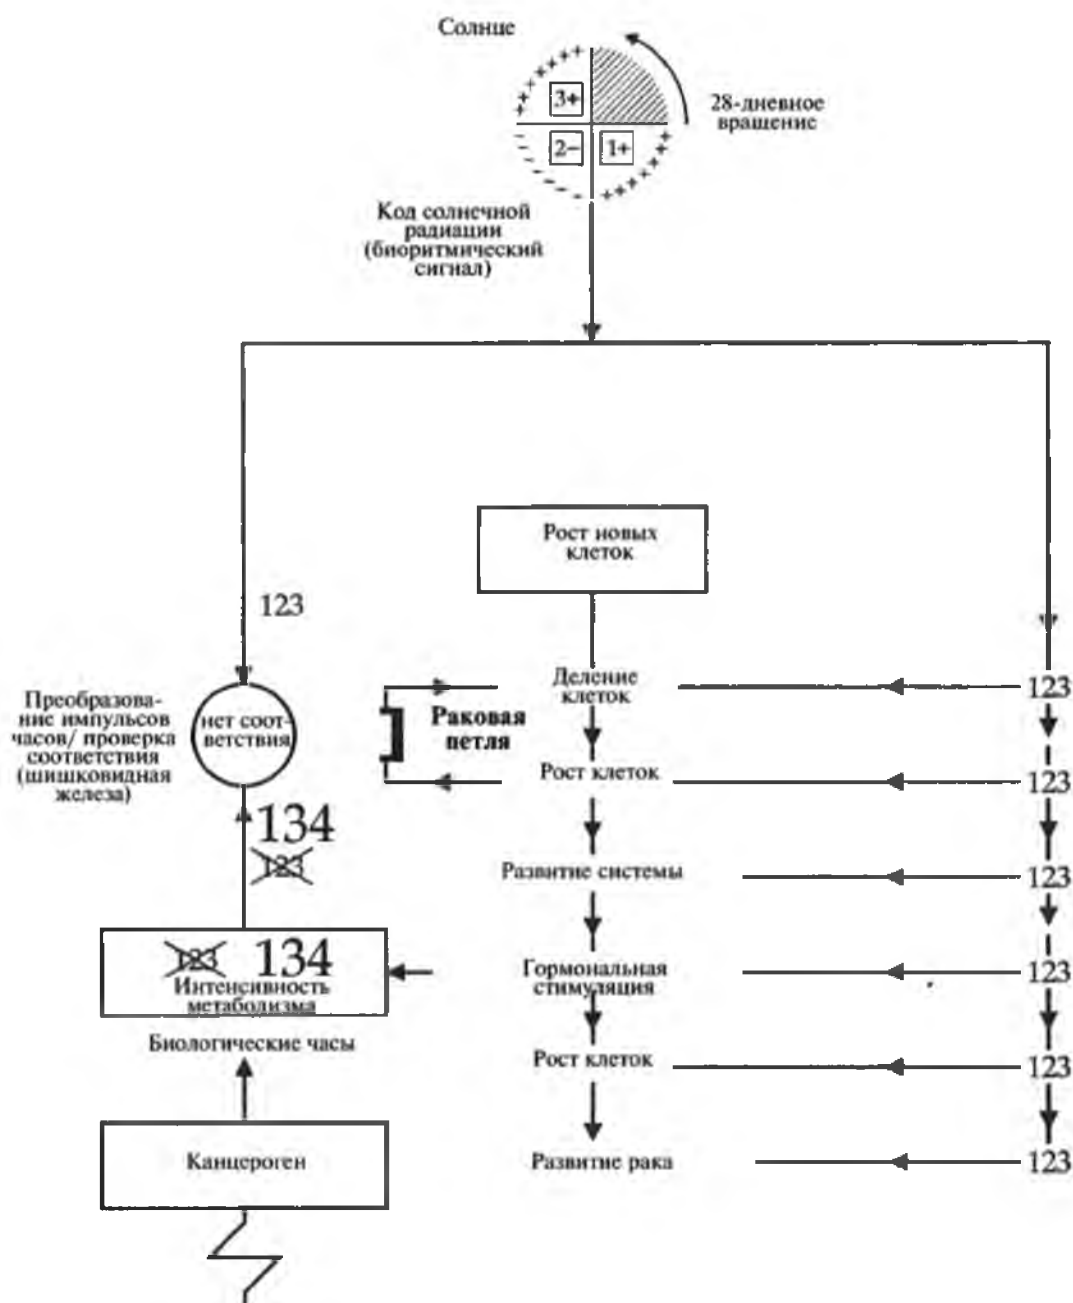 Солнце
3+
2−
1+
28-дневное
вращение
Код солнечной
радиации
(биоритмический
сигнал)
Рост новых
клеток
123
Преобразова-
ние импульсов
часов/ проверка
соответствия
(шишковидная
железа)
нет соот-
ветствия
Раковая
петля
Деление
клеток
123
Рост клеток
123
134
123
Развитие системы
123
123 134
Интенсивность
метаболизма
Гормональная
стимуляция
123
Биологические часы
Рост клеток
123
Канцероген
Развитие рака
123